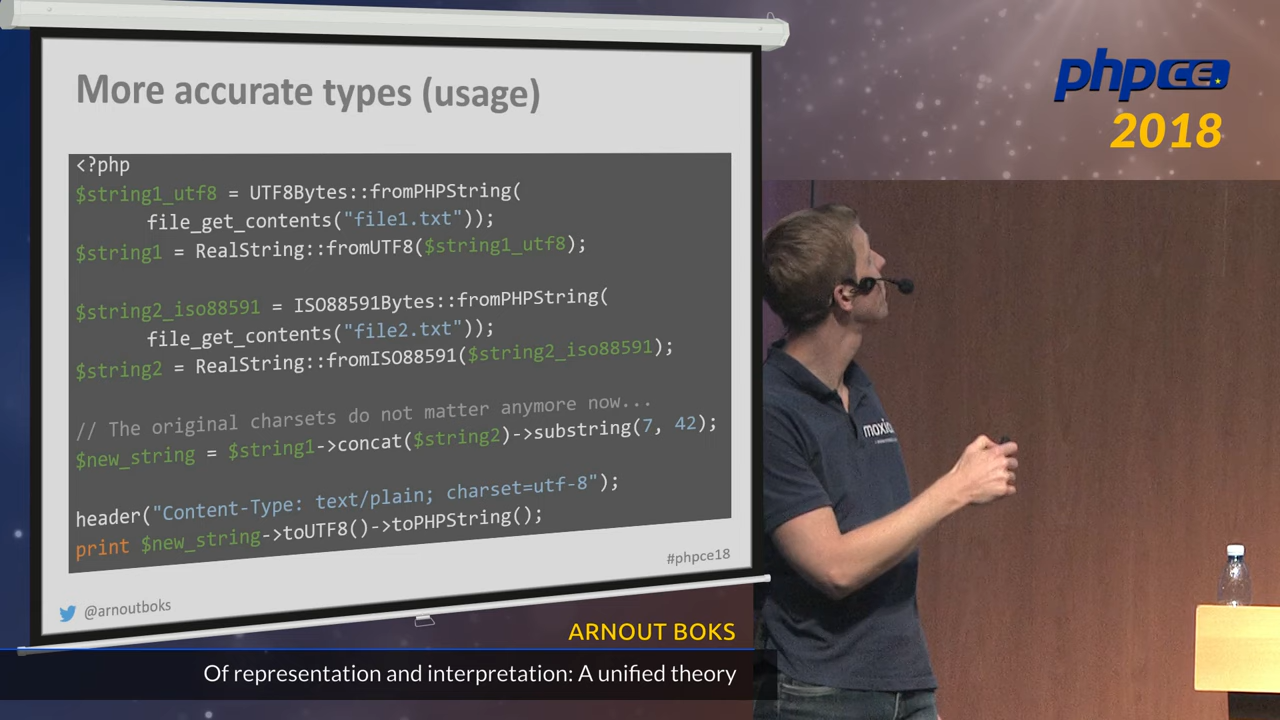 More accurate types (usage)
<?php
$string1_utf8 = UTF8Bytes::fromPHPString(
file_get_contents("file1.txt"));
$string1 = RealString::fromUTF8($string1_utf8);
$string2_iso88591 = ISO88591Bytes::fromPHPString(
file_get_contents("file2.txt"));
$string2 = RealString::fromISO88591($string2_iso88591);
// The original charsets do not matter anymore now...
$new_string = $string1->concat($string2)->substring(7, 42);
header("Content-Type: text/plain; charset=utf-8");
print $new_string->toUTF8()->toPHPString();
#phpce18
@arnoutboks
phpce.
2018
ARNOUT BOKS
Of representation and interpretation: A unified theory